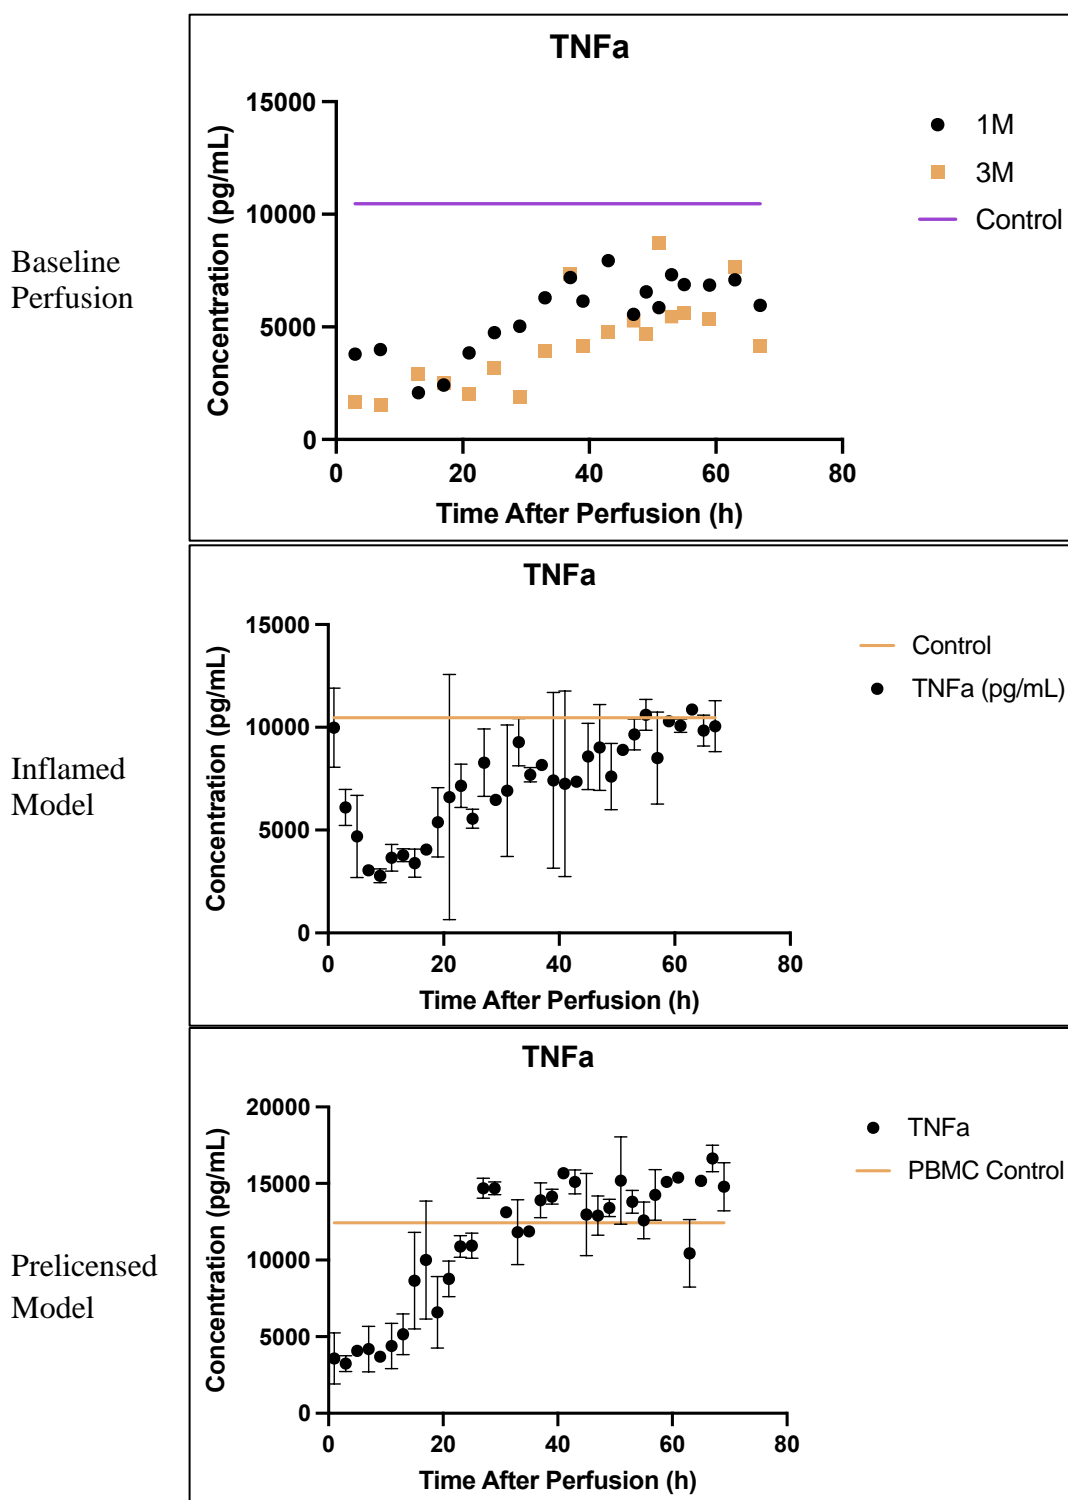 TNFa
Baseline
Perfusion
Concentration (pg/mL)
15000
10000
5000
0
0 20 40 60 80
Time After Perfusion (h)
1M
3M
Control
TNFa
Inflamed
Model
Concentration (pg/mL)
15000
10000
5000
0
0 20 40 60 80
Time After Perfusion (h)
Control
TNFa (pg/mL)
TNFa
Prelicensed
Model
Concentration (pg/mL)
20000
15000
10000
5000
0
0 20 40 60 80
Time After Perfusion (h)
TNFa
PBMC Control